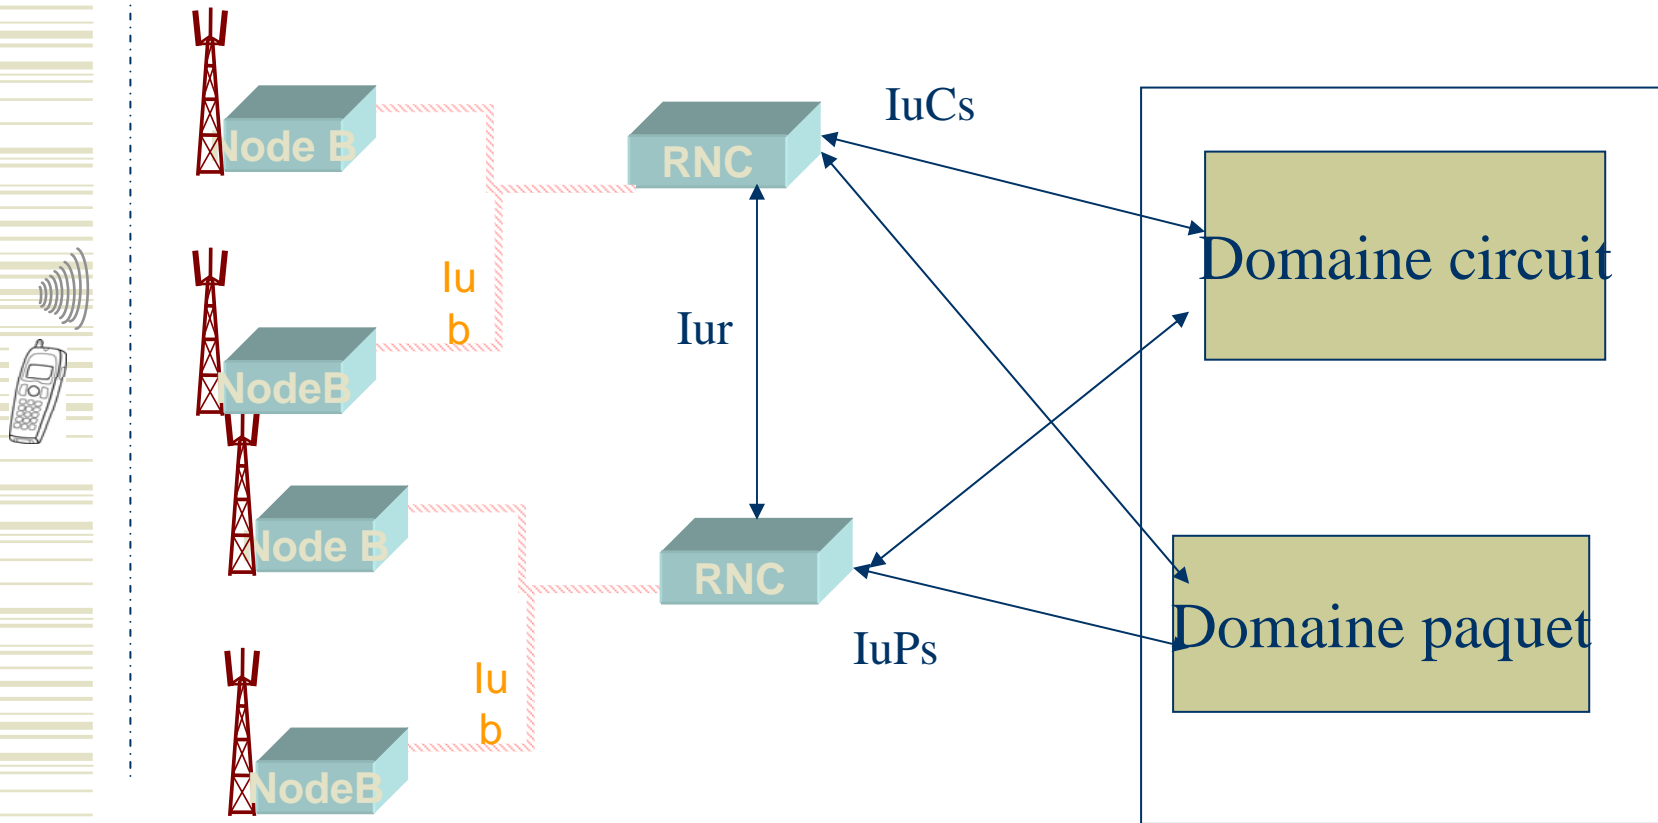 Node B
RNC
IuCs
Domaine circuit
Iu
b
Iur
NodeB
Node B
RNC
IuPs
Domaine paquet
Iu
b
NodeB